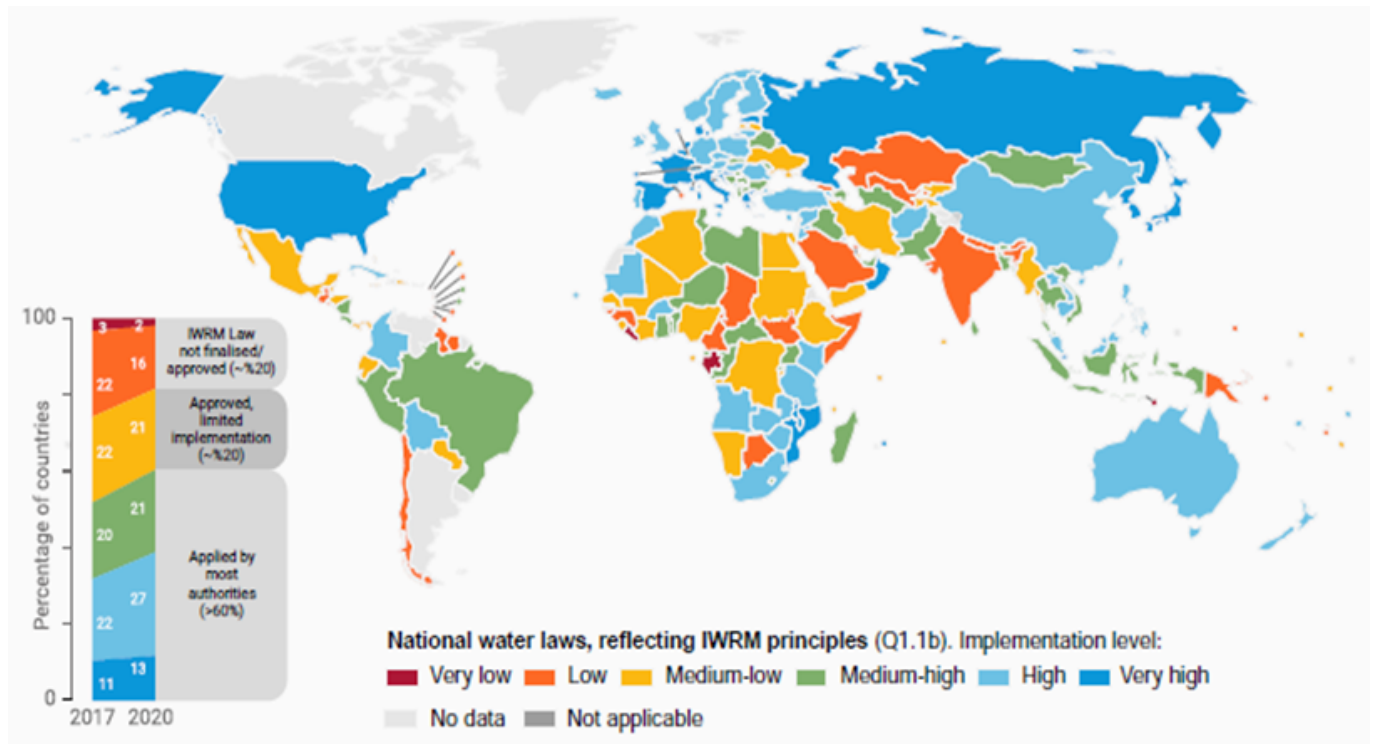 100
Percentage of countries
0
3 2
22 16
22 21
20 21
22 27
11 13
2017 2020
IWRM Law
not finalised/
approved (~%20)
Approved,
limited
implementation
(~%20)
Applied by
most
authorities
(>60%)
National water laws, reflecting IWRM principles (Q1.1b). Implementation level:
Very low Low Medium-low Medium-high High Very high
No data Not applicable